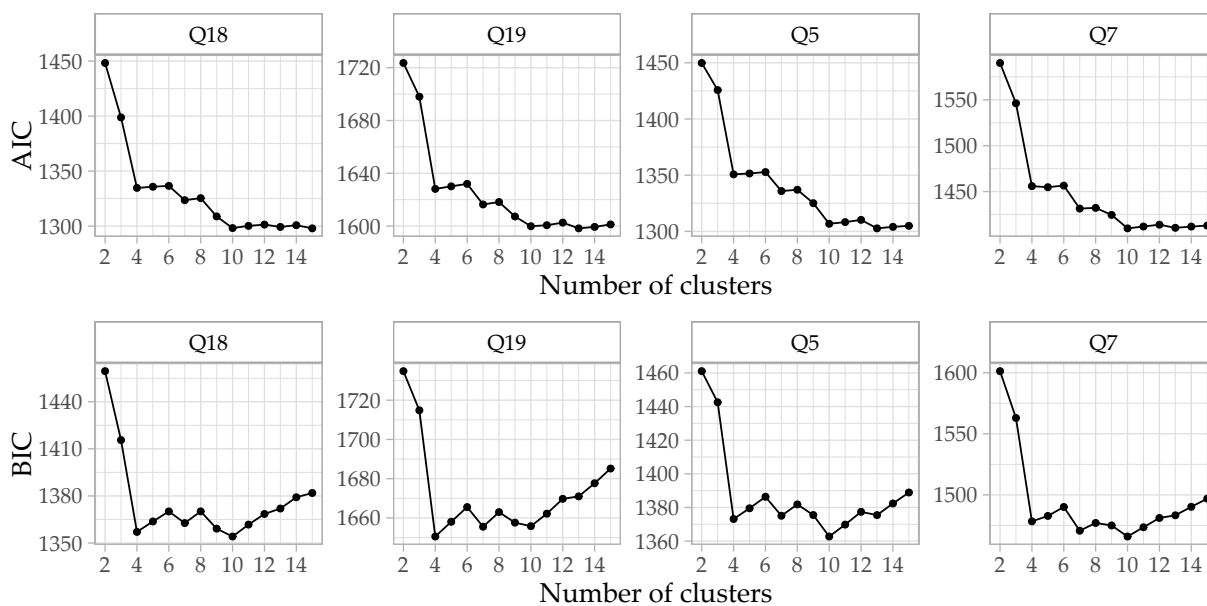 Q18 Q19 Q5 Q7
AIC
1450 1400 1350 1300
1720 1680 1640 1600
1450 1400 1350 1300
1550 1500 1450
2 4 6 8 10 12 14 2 4 6 8 10 12 14 2 4 6 8 10 12 14 2 4 6 8 10 12 14
Number of clusters
Q18 Q19 Q5 Q7
BIC
1440 1410 1380 1350
1720 1700 1680 1660
1460 1440 1420 1400 1380 1360
1600 1550 1500
2 4 6 8 10 12 14 2 4 6 8 10 12 14 2 4 6 8 10 12 14 2 4 6 8 10 12 14
Number of clusters